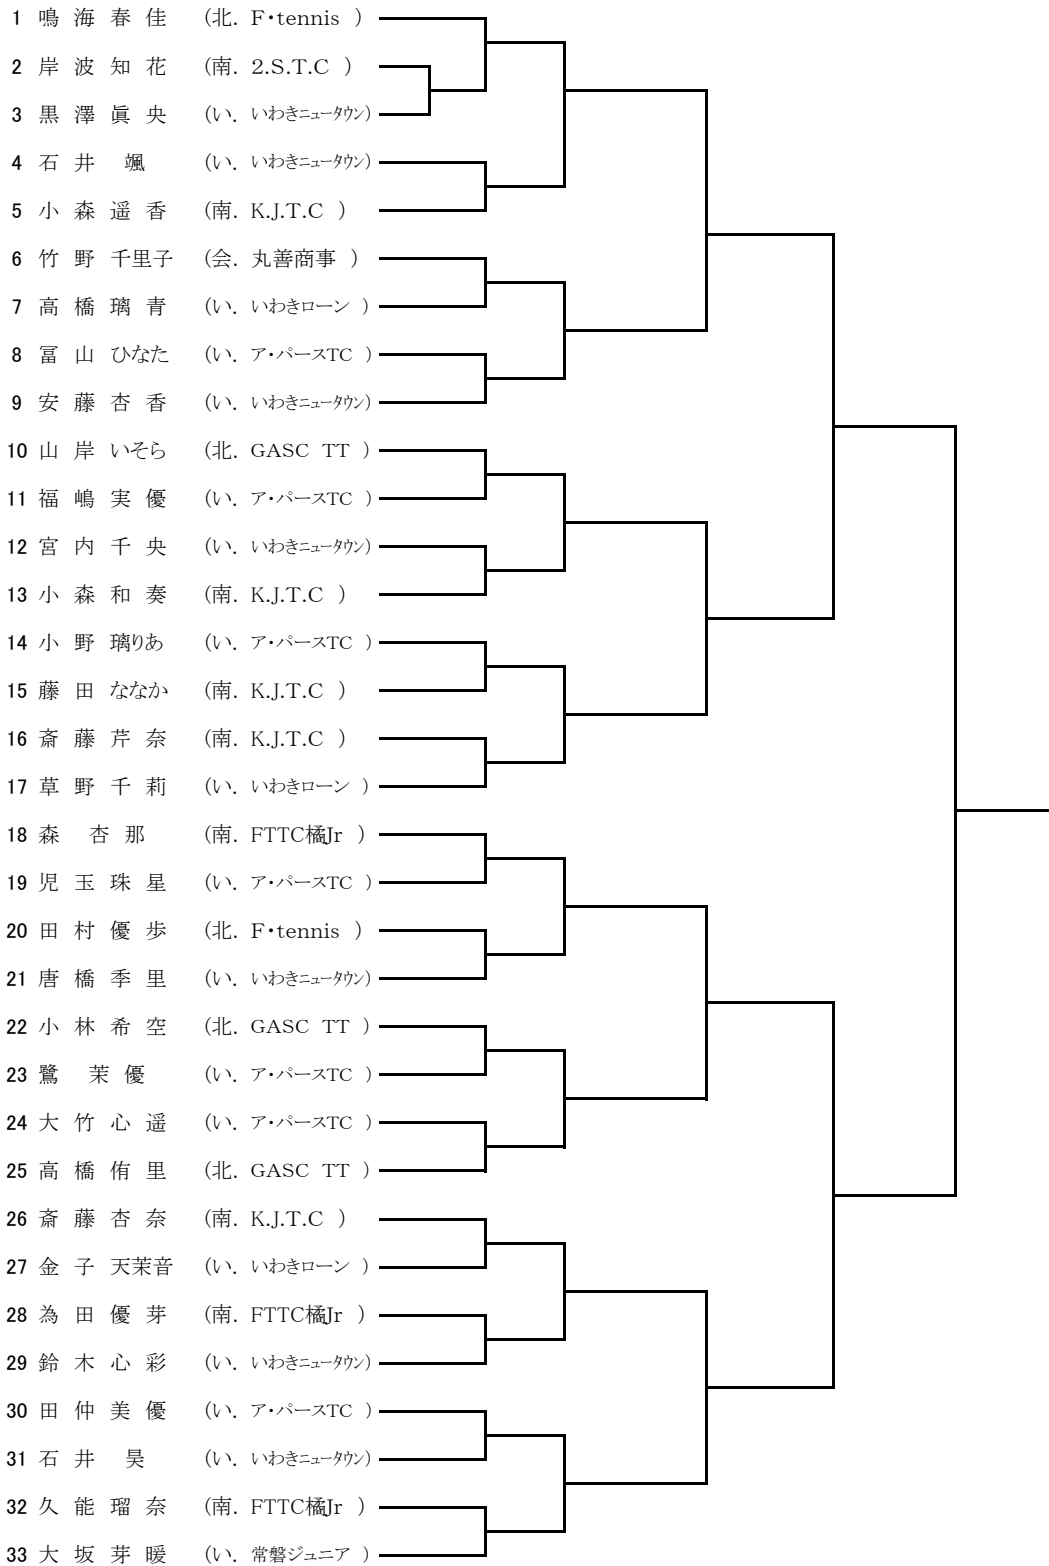 1 鳴 海 春 佳 (北. F・tennis )
2 岸 波 知 花 (南. 2.S.T.C )
3 黒 澤 眞 央 (い. いわきニュータウン)
4 石 井 颯 (い. いわきニュータウン)
5 小 森 遥 香 (南. K.J.T.C )
6 竹 野 千里子 (会. 丸善商事 )
7 高 橋 璃 青 (い. いわきローン )
8 冨 山 ひなた (い. ア・パースTC )
9 安 藤 杏 香 (い. いわきニュータウン)
10 山 岸 いそら (北. GASC TT )
11 福 嶋 実 優 (い. ア・パースTC )
12 宮 内 千 央 (い. いわきニュータウン)
13 小 森 和 奏 (南. K.J.T.C )
14 小 野 璃りあ (い. ア・パースTC )
15 藤 田 ななか (南. K.J.T.C )
16 斎 藤 芹 奈 (南. K.J.T.C )
17 草 野 千 莉 (い. いわきローン )
18 森 杏 那 (南. FTTC橘Jr )
19 児 玉 珠 星 (い. ア・パースTC )
20 田 村 優 歩 (北. F・tennis )
21 唐 橋 季 里 (い. いわきニュータウン)
22 小 林 希 空 (北. GASC TT )
23 鷺 茉 優 (い. ア・パースTC )
24 大 竹 心 遥 (い. ア・パースTC )
25 高 橋 侑 里 (北. GASC TT )
26 斎 藤 杏 奈 (南. K.J.T.C )
27 金 子 天茉音 (い. いわきローン )
28 為 田 優 芽 (南. FTTC橘Jr )
29 鈴 木 心 彩 (い. いわきニュータウン)
30 田 仲 美 優 (い. ア・パースTC )
31 石 井 昊 (い. いわきニュータウン)
32 久 能 瑠 奈 (南. FTTC橘Jr )
33 大 坂 芽 暖 (い. 常磐ジュニア )